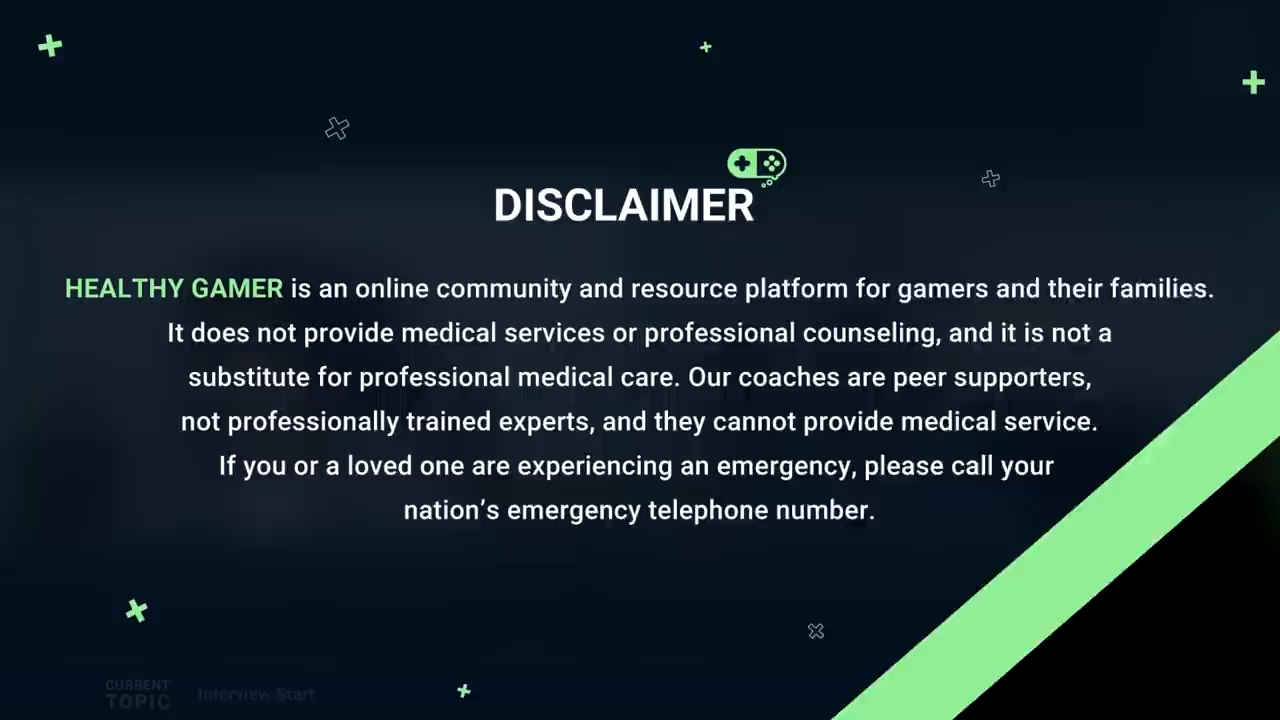 DISCLAIMER
HEALTHY GAMER is an online community and resource platform for gamers and their families.
It does not provide medical services or professional counseling, and it is not a
substitute for professional medical care. Our coaches are peer supporters,
not professionally trained experts, and they cannot provide medical service.
If you or a loved one are experiencing an emergency, please call your
nation's emergency telephone number.
CURRENT
TOPIC
Interview Start